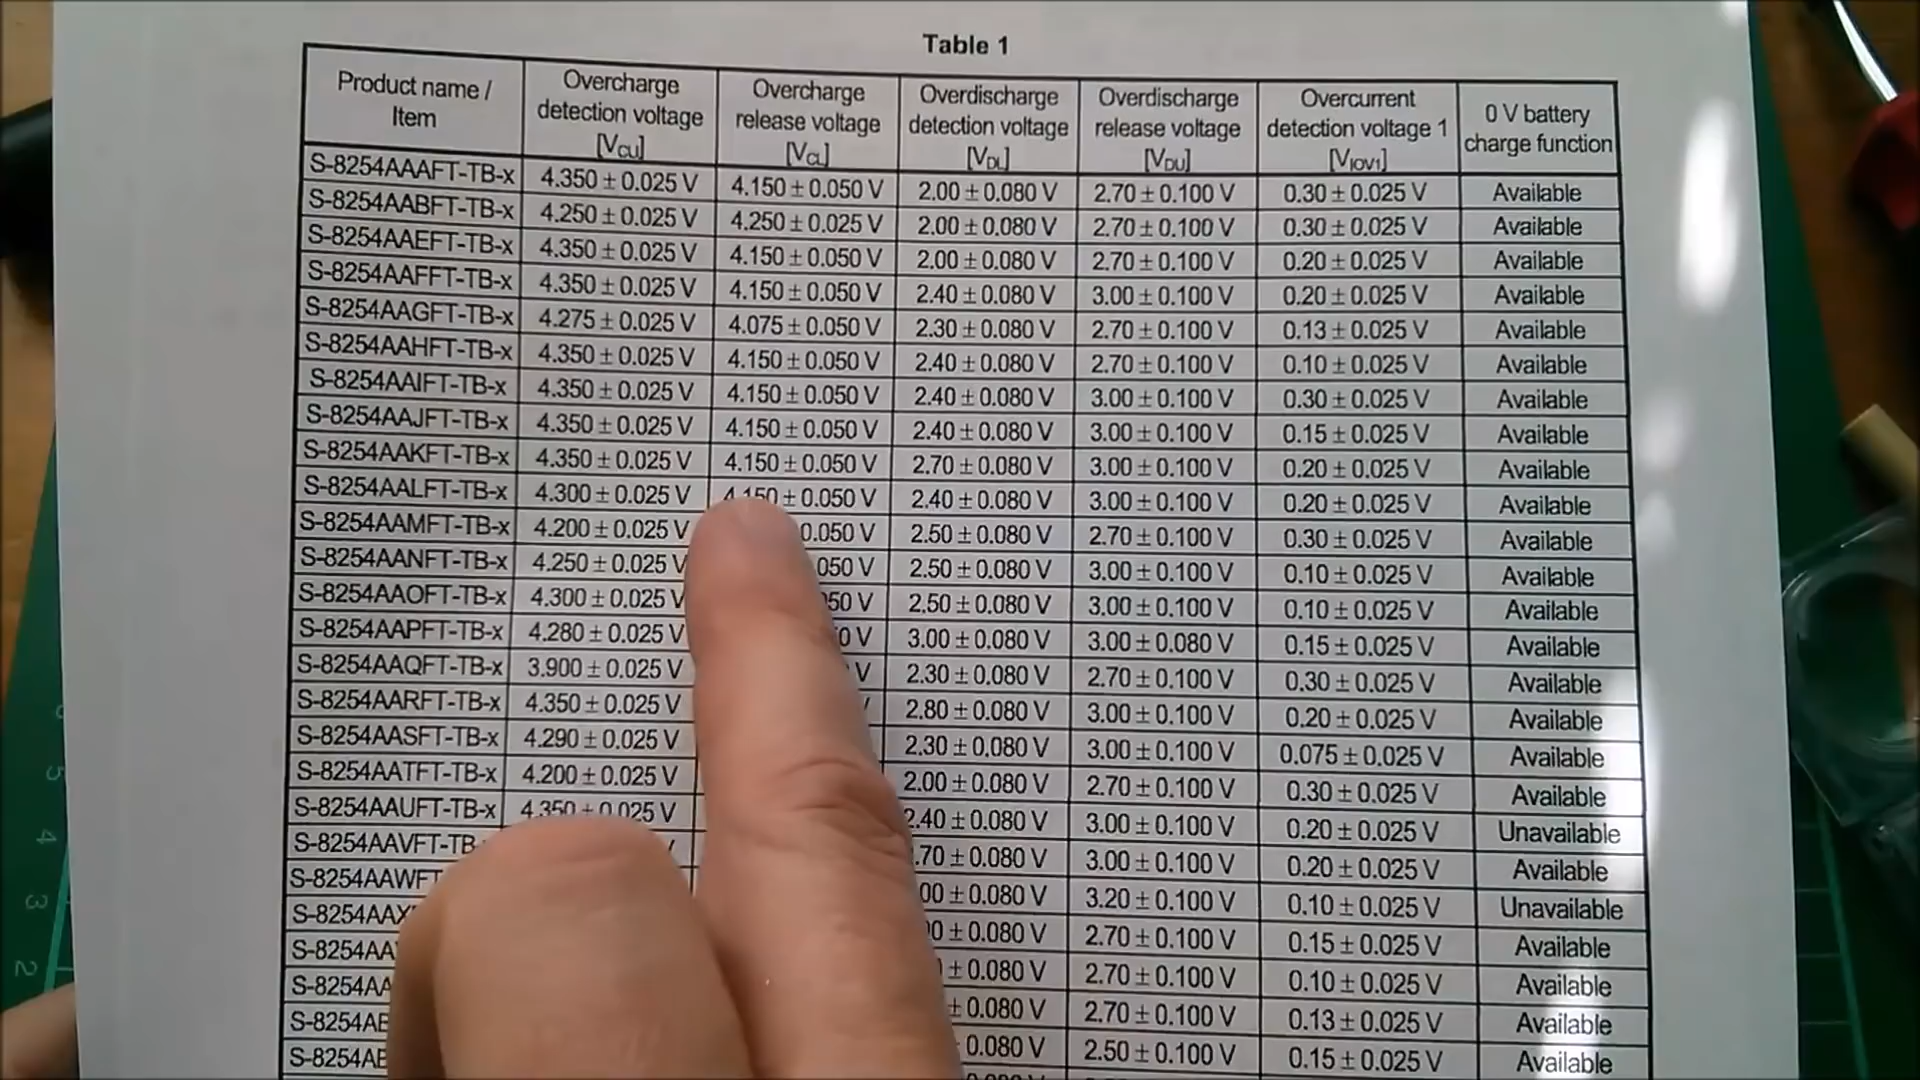 Table 1
Product name / Item | Overcharge detection voltage [VCU] | Overcharge release voltage [VCL] | Overdischarge detection voltage [VDL] | Overdischarge release voltage [VDU] | Overcurrent detection voltage 1 [VIOV1] | 0 V battery charge function
S-8254AAAFT-TB-x 4.350 ± 0.025 V 4.150 ± 0.050 V 2.00 ± 0.080 V 2.70 ± 0.100 V 0.30 ± 0.025 V Available
S-8254AABFT-TB-x 4.250 ± 0.025 V 4.250 ± 0.025 V 2.00 ± 0.080 V 2.70 ± 0.100 V 0.30 ± 0.025 V Available
S-8254AAEFT-TB-x 4.350 ± 0.025 V 4.150 ± 0.050 V 2.00 ± 0.080 V 2.70 ± 0.100 V 0.20 ± 0.025 V Available
S-8254AAFFT-TB-x 4.350 ± 0.025 V 4.150 ± 0.050 V 2.40 ± 0.080 V 3.00 ± 0.100 V 0.20 ± 0.025 V Available
S-8254AAGFT-TB-x 4.275 ± 0.025 V 4.075 ± 0.050 V 2.30 ± 0.080 V 2.70 ± 0.100 V 0.13 ± 0.025 V Available
S-8254AAHFT-TB-x 4.350 ± 0.025 V 4.150 ± 0.050 V 2.40 ± 0.080 V 2.70 ± 0.100 V 0.10 ± 0.025 V Available
S-8254AAIFT-TB-x 4.350 ± 0.025 V 4.150 ± 0.050 V 2.40 ± 0.080 V 3.00 ± 0.100 V 0.30 ± 0.025 V Available
S-8254AAJFT-TB-x 4.350 ± 0.025 V 4.150 ± 0.050 V 2.40 ± 0.080 V 3.00 ± 0.100 V 0.15 ± 0.025 V Available
S-8254AAKFT-TB-x 4.350 ± 0.025 V 4.150 ± 0.050 V 2.70 ± 0.080 V 3.00 ± 0.100 V 0.20 ± 0.025 V Available
S-8254AALFT-TB-x 4.300 ± 0.025 V 4.150 ± 0.050 V 2.40 ± 0.080 V 3.00 ± 0.100 V 0.20 ± 0.025 V Available
S-8254AAMFT-TB-x 4.200 ± 0.025 V 0.050 V 2.50 ± 0.080 V 2.70 ± 0.100 V 0.30 ± 0.025 V Available
S-8254AANFT-TB-x 4.250 ± 0.025 V 050 V 2.50 ± 0.080 V 3.00 ± 0.100 V 0.10 ± 0.025 V Available
S-8254AAOFT-TB-x 4.300 ± 0.025 V 50 V 2.50 ± 0.080 V 3.00 ± 0.100 V 0.10 ± 0.025 V Available
S-8254AAPFT-TB-x 4.280 ± 0.025 V 0 V 3.00 ± 0.080 V 3.00 ± 0.080 V 0.15 ± 0.025 V Available
S-8254AAQFT-TB-x 3.900 ± 0.025 V V 2.30 ± 0.080 V 2.70 ± 0.100 V 0.30 ± 0.025 V Available
S-8254AARFT-TB-x 4.350 ± 0.025 V 2.80 ± 0.080 V 3.00 ± 0.100 V 0.20 ± 0.025 V Available
S-8254AASFT-TB-x 4.290 ± 0.025 V 2.30 ± 0.080 V 3.00 ± 0.100 V 0.075 ± 0.025 V Available
S-8254AATFT-TB-x 4.200 ± 0.025 V 2.00 ± 0.080 V 2.70 ± 0.100 V 0.30 ± 0.025 V Available
S-8254AAUFT-TB-x 4.350 ± 0.025 V 2.40 ± 0.080 V 3.00 ± 0.100 V 0.20 ± 0.025 V Unavailable
S-8254AAVFT-TB .70 ± 0.080 V 3.00 ± 0.100 V 0.20 ± 0.025 V Available
S-8254AAWFT 00 ± 0.080 V 3.20 ± 0.100 V 0.10 ± 0.025 V Unavailable
S-8254AAX 0 ± 0.080 V 2.70 ± 0.100 V 0.15 ± 0.025 V Available
S-8254AA ± 0.080 V 2.70 ± 0.100 V 0.10 ± 0.025 V Available
S-8254AA ± 0.080 V 2.70 ± 0.100 V 0.13 ± 0.025 V Available
S-8254AE 0.080 V 2.50 ± 0.100 V 0.15 ± 0.025 V Available
S-8254AE
5
4
3
2